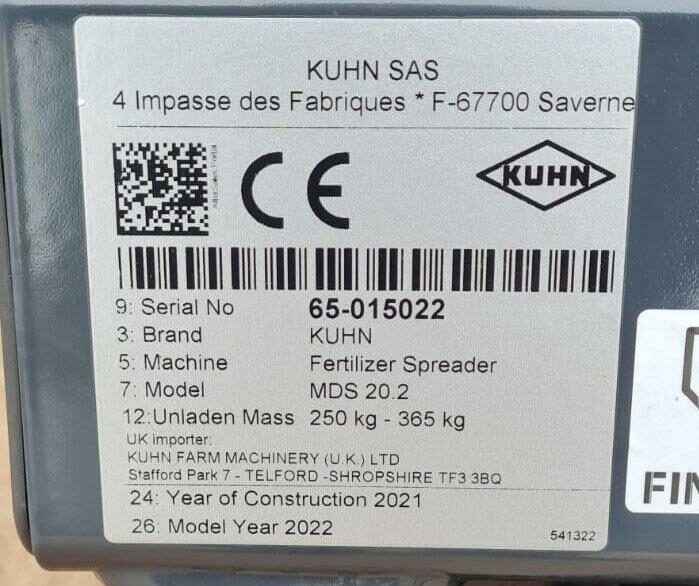 KUHN SAS
4 Impasse des Fabriques * F-67700 Saverne
CE
KUHN
9: Serial No 65-015022
3: Brand KUHN
5: Machine Fertilizer Spreader
7: Model MDS 20.2
12:Unladen Mass 250 kg - 365 kg
UK importer:
KUHN FARM MACHINERY (U.K.) LTD
Stafford Park 7 - TELFORD -SHROPSHIRE TF3 3BQ
24: Year of Construction 2021
26: Model Year 2022
541322